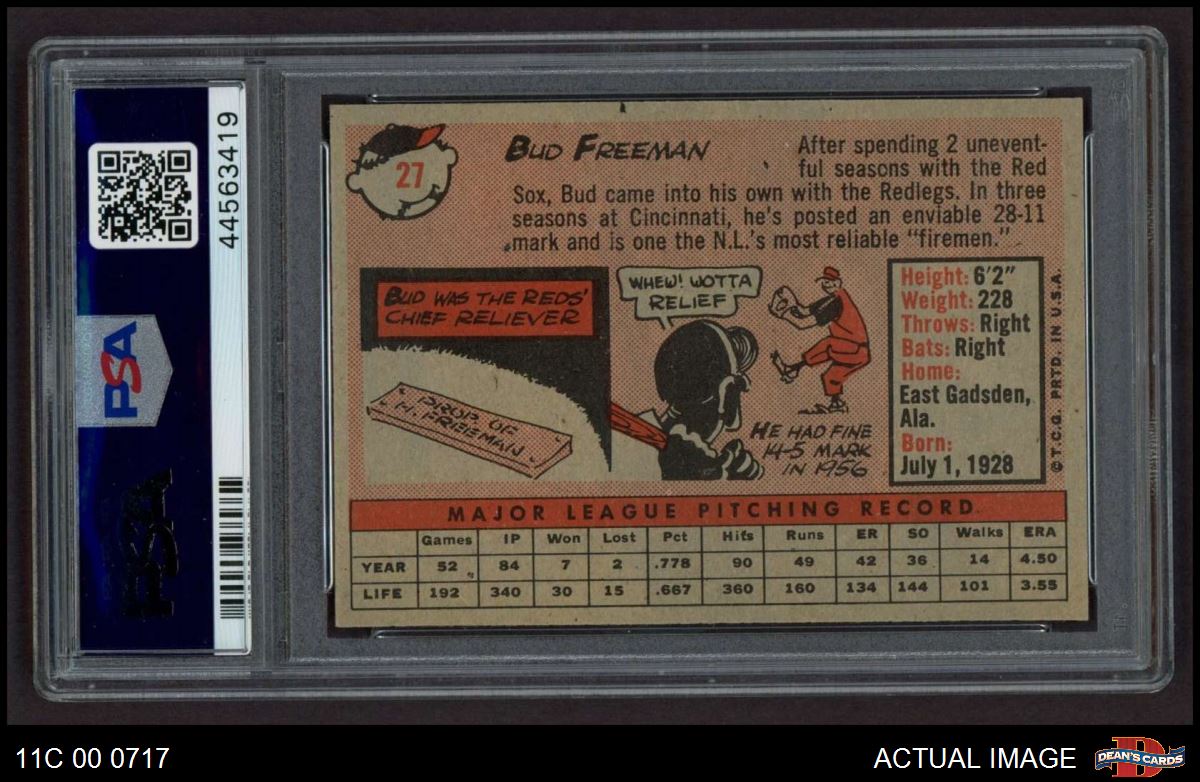 44563419
PSA
PSA
27
BUD FREEMAN
After spending 2 unevent-
ful seasons with the Red
Sox, Bud came into his own with the Redlegs. In three
seasons at Cincinnati, he's posted an enviable 28-11
mark and is one the N.L.'s most reliable "firemen."
BUD WAS THE REDS'
CHIEF RELIEVER
PROP. OF
H. FREEMAN
WHEW! WOTTA
RELIEF
HE HAD FINE
14-5 MARK
IN 1956
Height: 6'2"
Weight: 228
Throws: Right
Bats: Right
Home:
East Gadsden,
Ala.
Born:
July 1, 1928
© T.C.G. PRTD. IN U.S.A.
MAJOR LEAGUE PITCHING RECORD
Games IP Won Lost Pct Hits Runs ER SO Walks ERA
YEAR 52 84 7 2 .778 90 49 42 36 14 4.50
LIFE 192 340 30 15 .667 360 160 134 144 101 3.55
11C 00 0717
ACTUAL IMAGE
DEAN'S CARDS